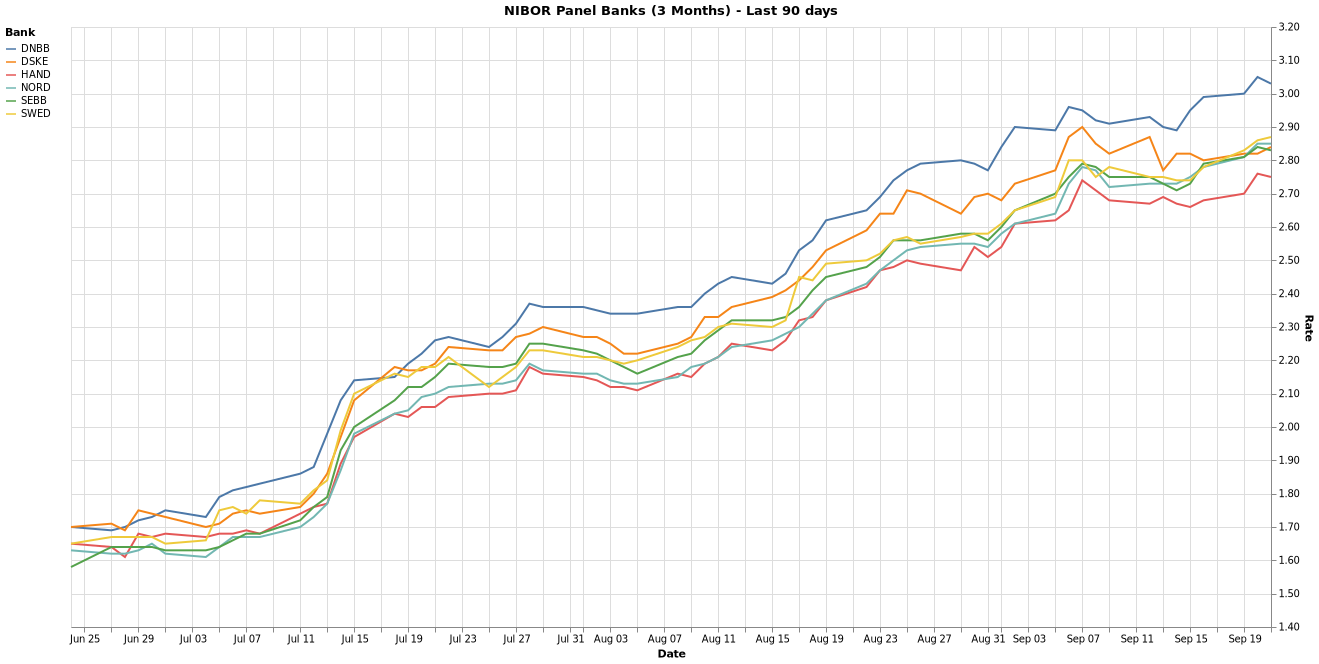 NIBOR Panel Banks (3 Months) - Last 90 days
Bank
DNBB
DSKE
HAND
NORD
SEBB
SWED
3.20
3.10
3.00
2.90
2.80
2.70
2.60
2.50
2.40
2.30
2.20
2.10
2.00
1.90
1.80
1.70
1.60
1.50
1.40
Rate
Jun 25 Jun 29 Jul 03 Jul 07 Jul 11 Jul 15 Jul 19 Jul 23 Jul 27 Jul 31 Aug 03 Aug 07 Aug 11 Aug 15 Aug 19 Aug 23 Aug 27 Aug 31 Sep 03 Sep 07 Sep 11 Sep 15 Sep 19
Date